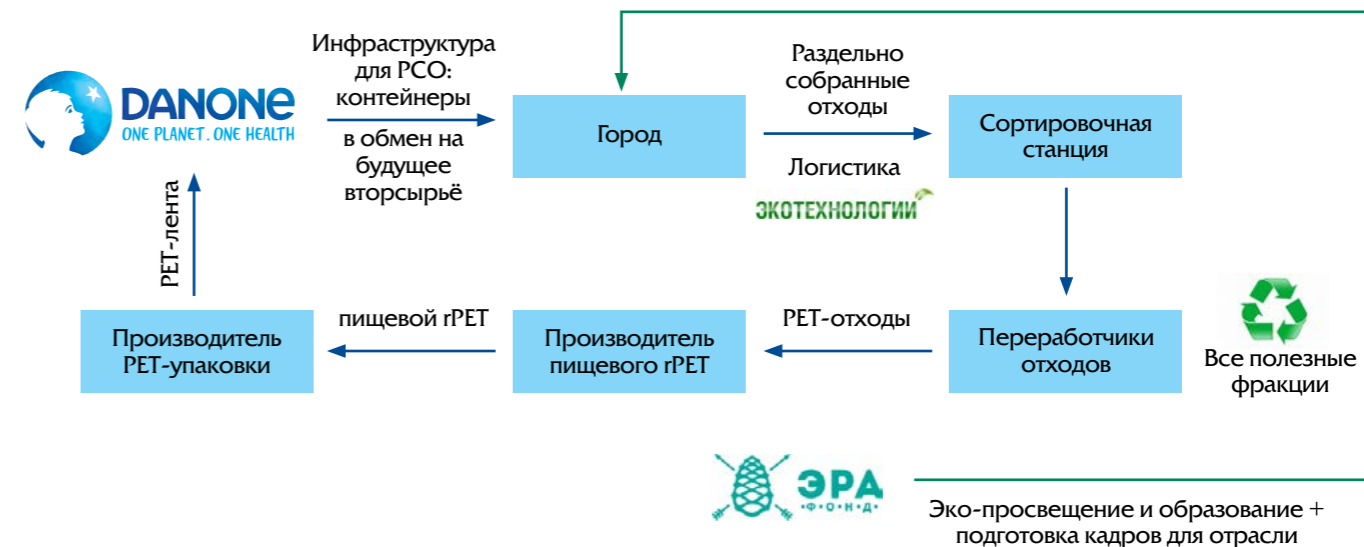 DANONE
ONE PLANET. ONE HEALTH
Инфраструктура
для РСО:
контейнеры
в обмен на
будущее
вторсырьё
Город
Раздельно
собранные
отходы
Логистика
ЭКОТЕХНОЛОГИИ
Сортировочная
станция
PET-лента
Производитель
PET-упаковки
пищевой rPET
Производитель
пищевого rPET
PET-отходы
Переработчики
отходов
Все полезные
фракции
ЭРА
ФОНД
Эко-просвещение и образование +
подготовка кадров для отрасли